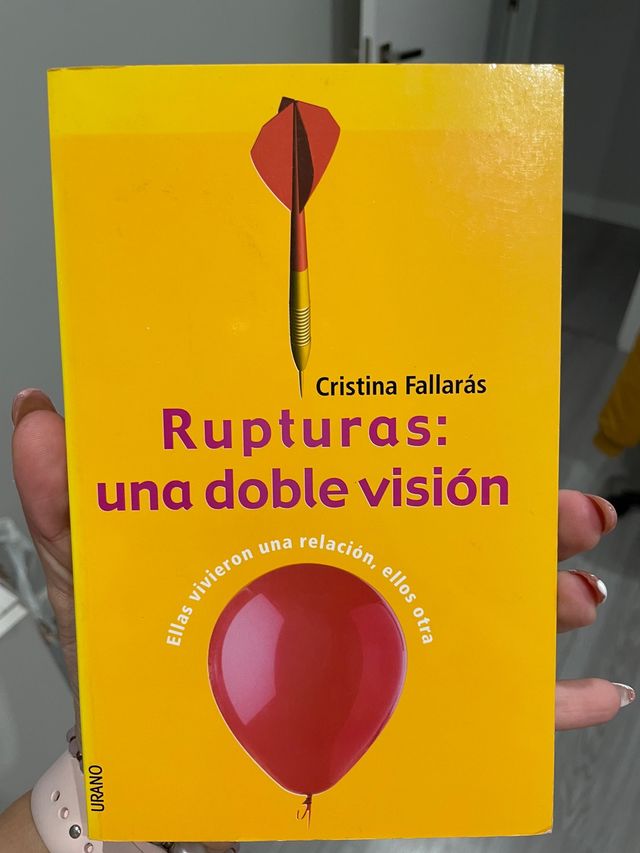 Cristina Fallarás
Rupturas:
una doble visión
Ellas vivieron una relación, ellos otra
URANO